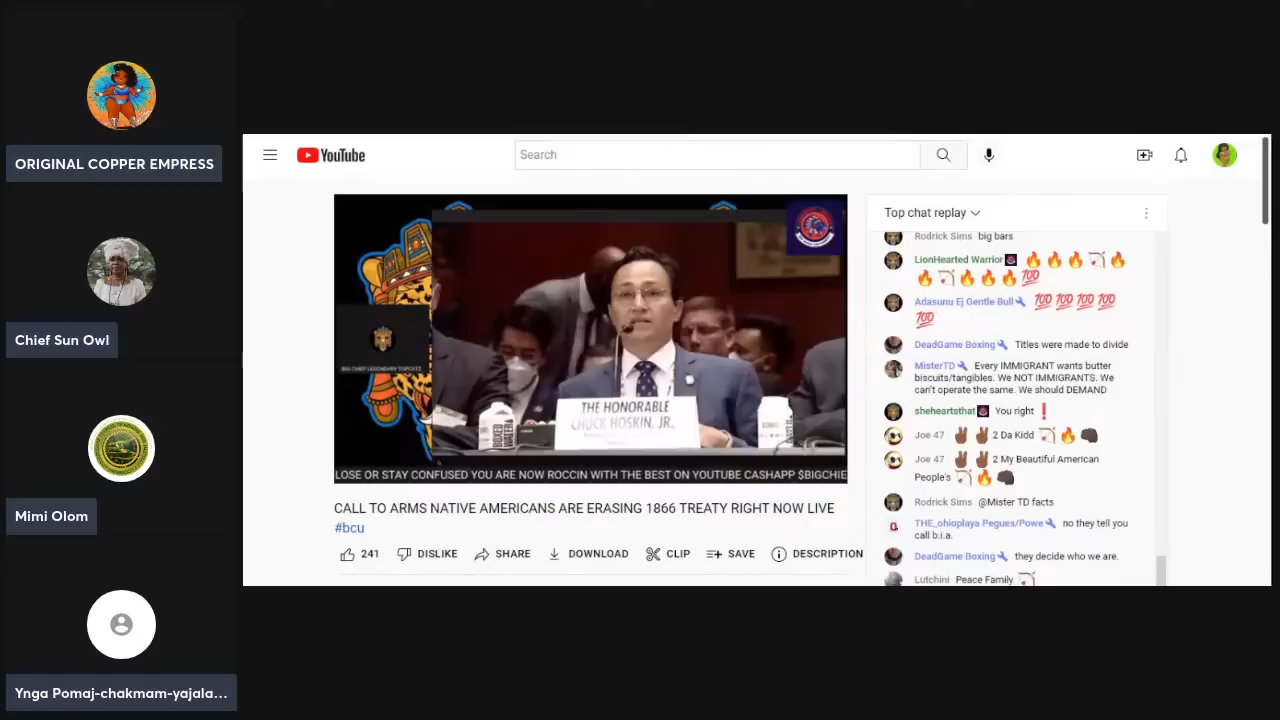 ORIGINAL COPPER EMPRESS
Chief Sun Owl
Mimi Olom
Ynga Pomaj-chakmam-yajala...
YouTube
Search
BIG CHIEF LEGENDARY TOPCATZ
BOXED WATER
THE HONORABLE
CHUCK HOSKIN, JR.
LOSE OR STAY CONFUSED YOU ARE NOW ROCCIN WITH THE BEST ON YOUTUBE CASHAPP $BIGCHIE
CALL TO ARMS NATIVE AMERICANS ARE ERASING 1866 TREATY RIGHT NOW LIVE
#bcu
241 DISLIKE SHARE DOWNLOAD CLIP SAVE DESCRIPTION
Top chat replay
Rodrick Sims big bars
LionHearted Warrior 🔥 🔥 🔥 🏹 🔥
🔥 🏹 🔥 🔥 🔥 💯
Adasunu Ej Gentle Bull 💯 💯 💯 💯
💯
DeadGame Boxing Titles were made to divide
MisterTD Every IMMIGRANT wants butter
biscuits/tangibles. We NOT IMMIGRANTS. We
can't operate the same. We should DEMAND
sheheartsthat You right ❗
Joe 47 ✌🏾 ✌🏾 2 Da Kidd 🏹 🔥 👊🏿
Joe 47 ✌🏾 ✌🏾 2 My Beautiful American
People's 🏹 🔥 👊🏿
Rodrick Sims @Mister TD facts
THE_ohioplaya Pegues/Powe no they tell you
call b.i.a.
DeadGame Boxing they decide who we are.
Lutchini Peace Family 🏹